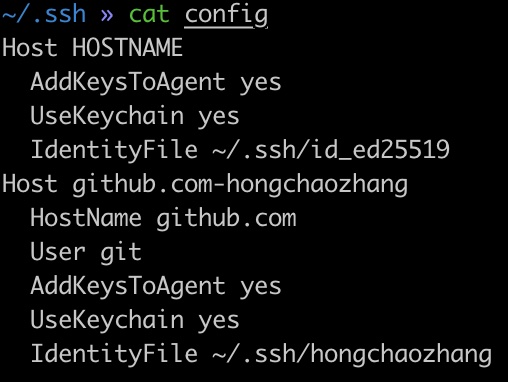 ~/.ssh » cat config
Host HOSTNAME
  AddKeysToAgent yes
  UseKeychain yes
  IdentityFile ~/.ssh/id_ed25519
Host github.com-hongchaozhang
  HostName github.com
  User git
  AddKeysToAgent yes
  UseKeychain yes
  IdentityFile ~/.ssh/hongchaozhang